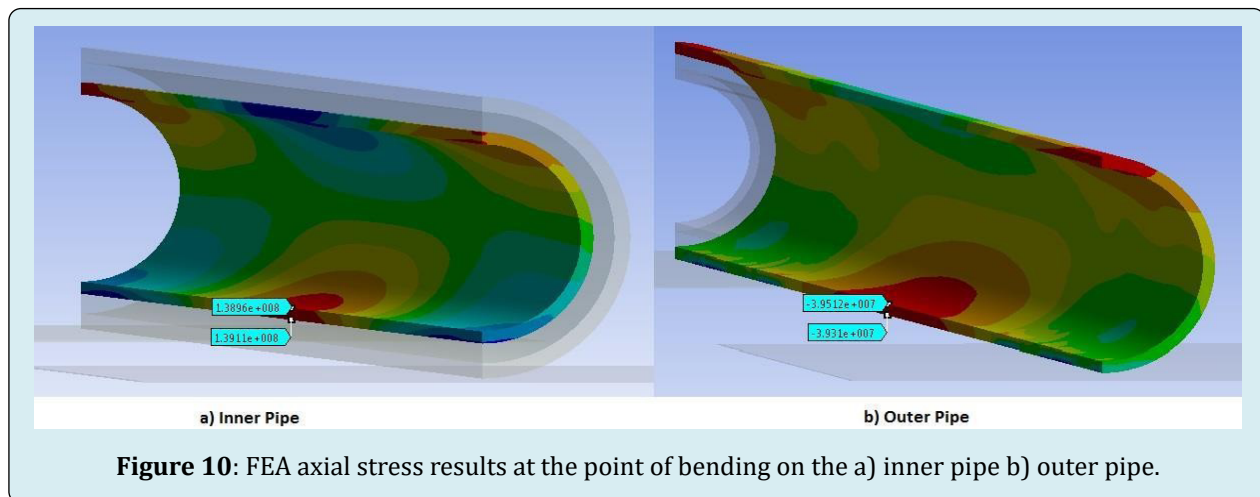 1.3896e+008
1.3911e+008
-3.9512e+007
-3.931e+007
a) Inner Pipe
b) Outer Pipe
Figure 10: FEA axial stress results at the point of bending on the a) inner pipe b) outer pipe.